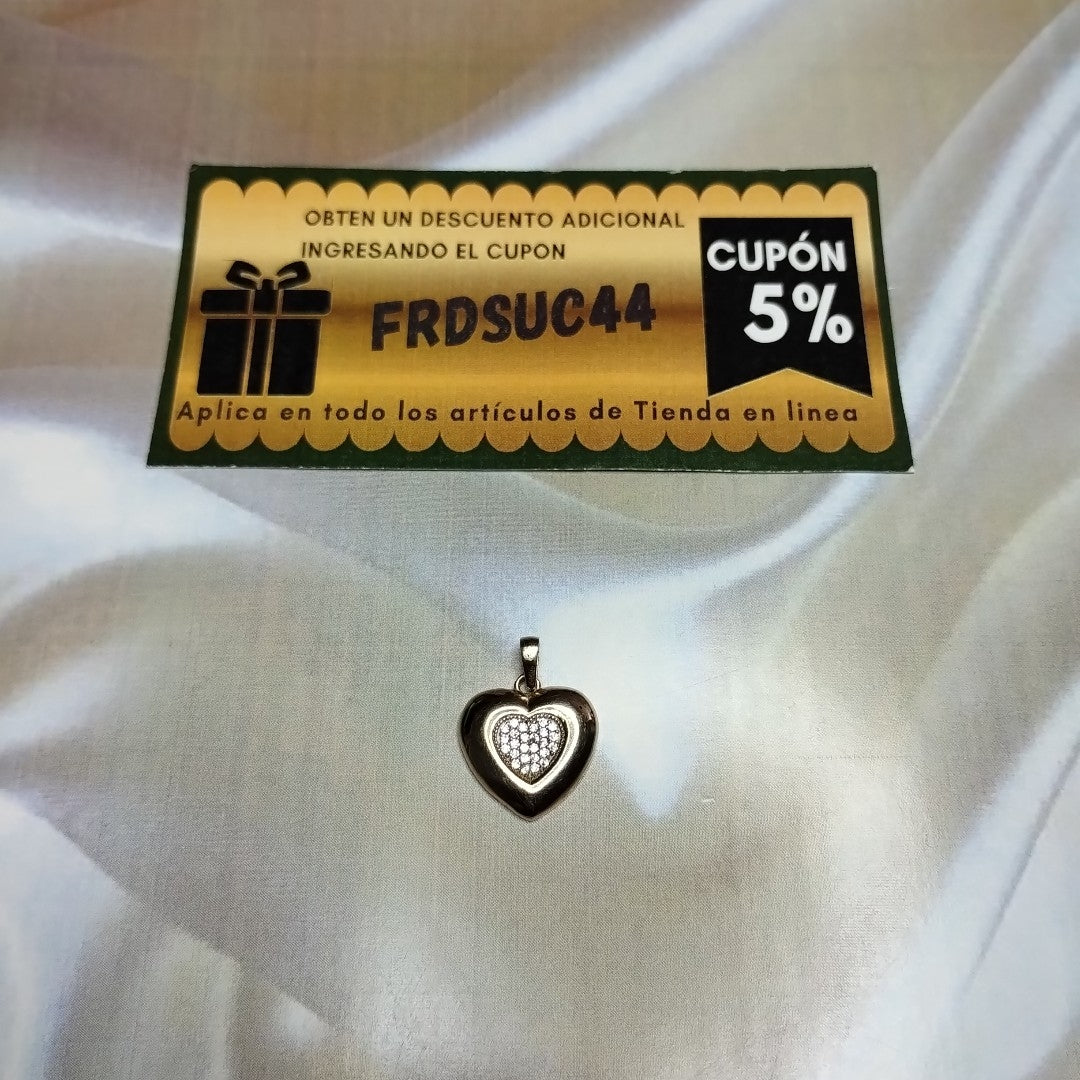 OBTEN UN DESCUENTO ADICIONAL
INGRESANDO EL CUPON
FRDSUC44
CUPÓN
5%
Aplica en todo los artículos de Tienda en linea